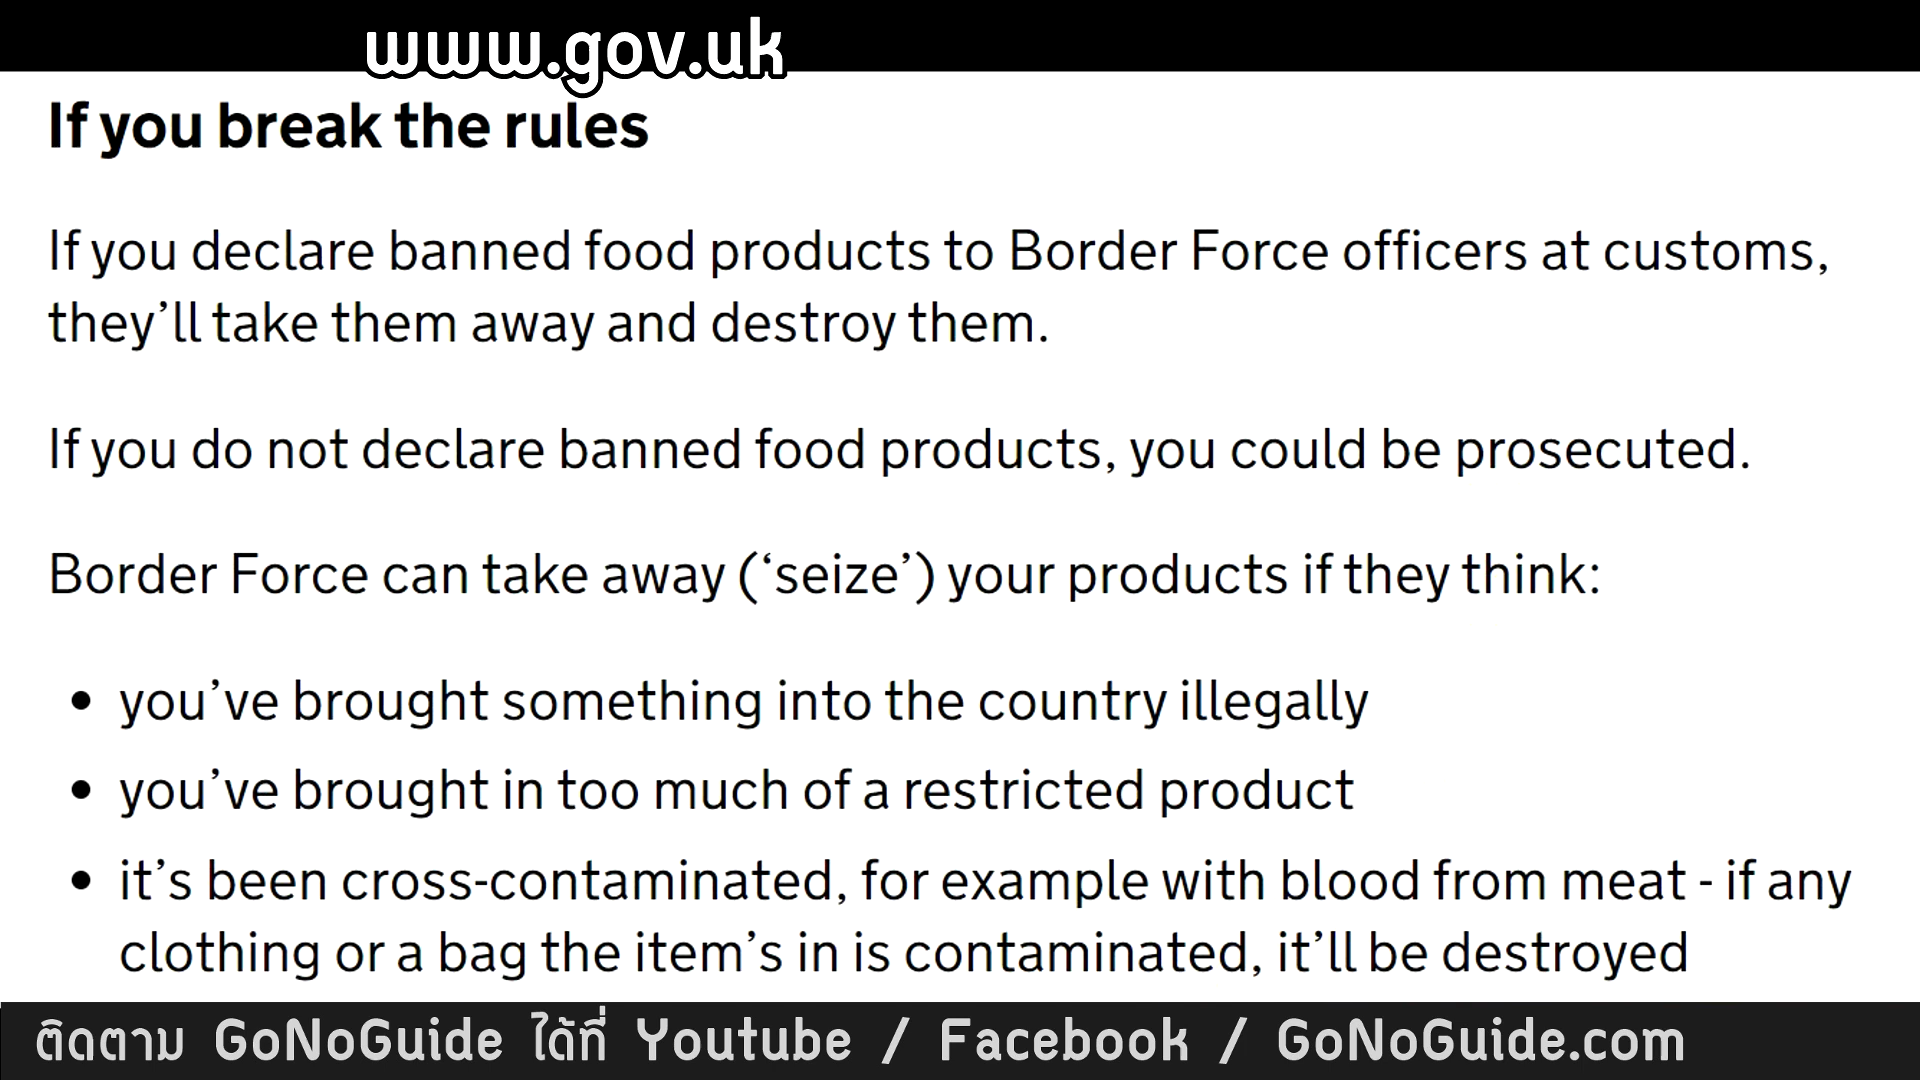 www.gov.uk
If you break the rules
If you declare banned food products to Border Force officers at customs,
they’ll take them away and destroy them.
If you do not declare banned food products, you could be prosecuted.
Border Force can take away (‘seize’) your products if they think:
• you’ve brought something into the country illegally
• you’ve brought in too much of a restricted product
• it’s been cross-contaminated, for example with blood from meat - if any
clothing or a bag the item’s in is contaminated, it’ll be destroyed
ติดตาม GoNoGuide ได้ที่ Youtube / Facebook / GoNoGuide.com